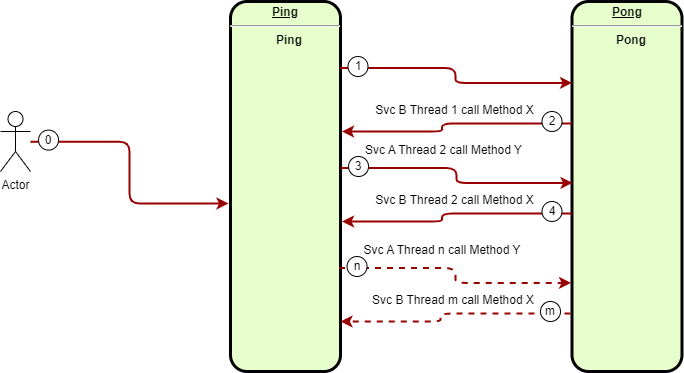 Ping
Pong
Ping
Pong
1
Svc B Thread 1 call Method X
2
0
Svc A Thread 2 call Method Y
3
Actor
Svc B Thread 2 call Method X
4
Svc A Thread n call Method Y
n
Svc B Thread m call Method X
m